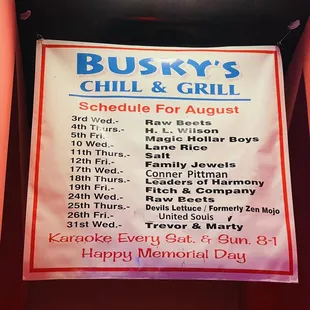 BUSKY'S
CHILL & GRILL
Schedule For August
3rd Wed.- Raw Beets
4th Thurs.- H. L. Wilson
5th Fri.- Magic Hollar Boys
10 Wed.- Lane Rice
11th Thurs.- Salt
12th Fri.- Family Jewels
17th Wed.- Conner Pittman
18th Thurs.- Leaders of Harmony
19th Fri.- Fitch & Company
24th Wed.- Raw Beets
25th Thurs.- Devils Lettuce / Formerly Zen Mojo
26th Fri.- United Souls
31st Wed.- Trevor & Marty
Karaoke Every Sat. & Sun. 8-1
Happy Memorial Day